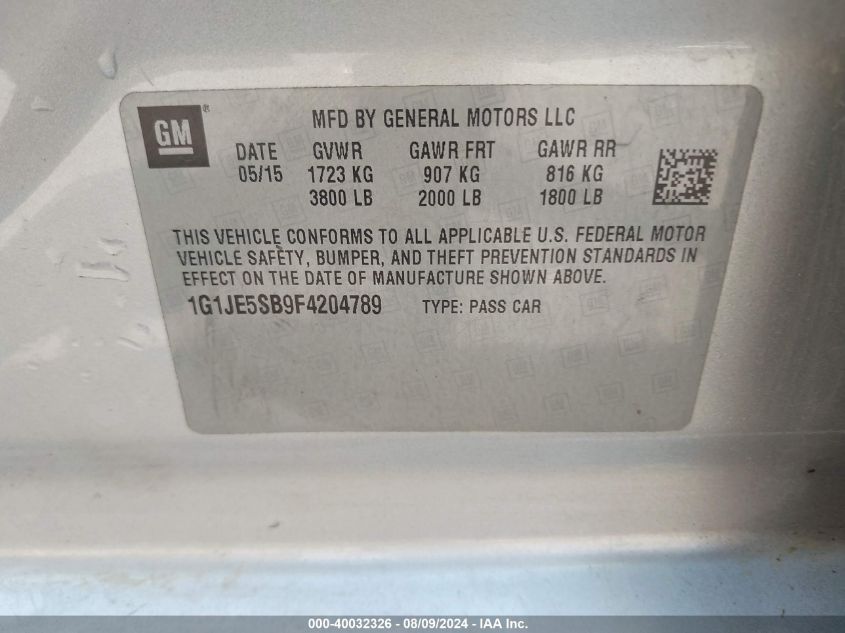 GM®
MFD BY GENERAL MOTORS LLC
DATE GVWR GAWR FRT GAWR RR
05/15 1723 KG 907 KG 816 KG
3800 LB 2000 LB 1800 LB
THIS VEHICLE CONFORMS TO ALL APPLICABLE U.S. FEDERAL MOTOR
VEHICLE SAFETY, BUMPER, AND THEFT PREVENTION STANDARDS IN
EFFECT ON THE DATE OF MANUFACTURE SHOWN ABOVE.
1G1JE5SB9F4204789 TYPE: PASS CAR
000-40032326 - 08/09/2024 - IAA Inc.